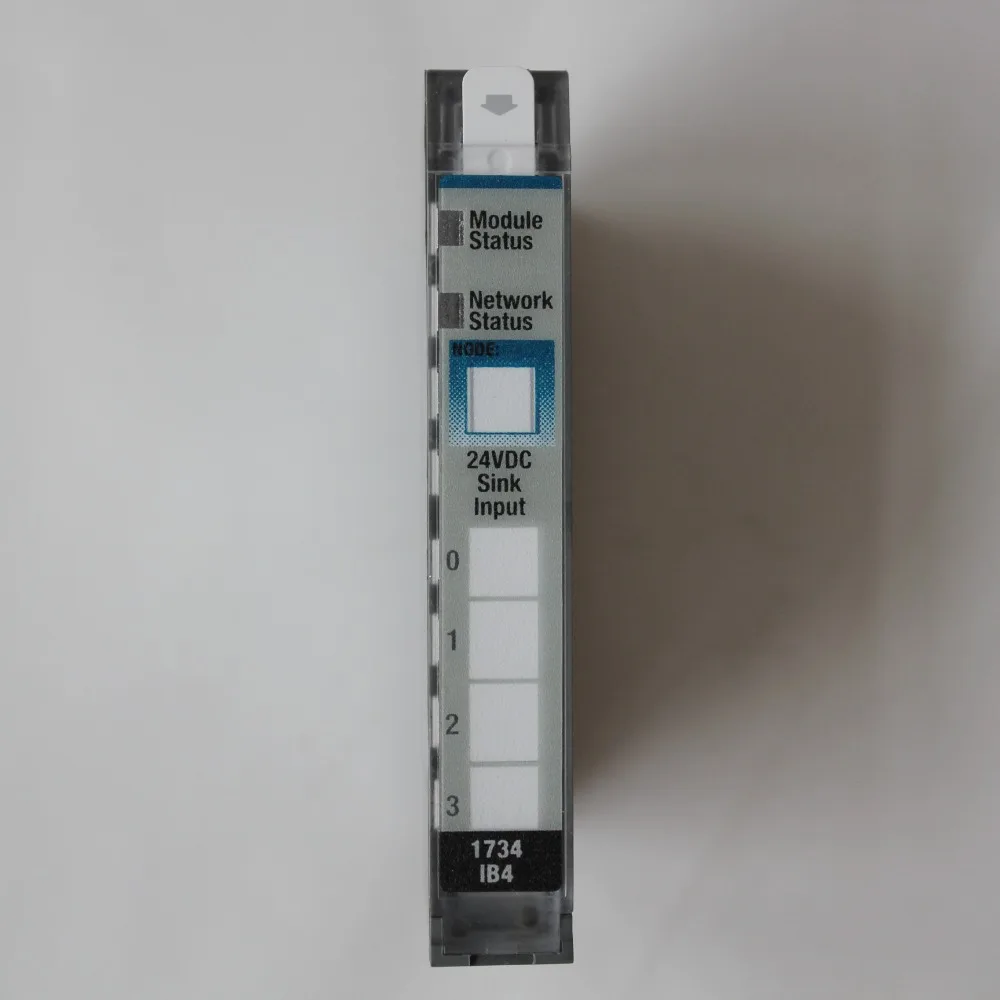 Module
Status
Network
Status
NODE:
24VDC
Sink
Input
0
1
2
3
1734
IB4